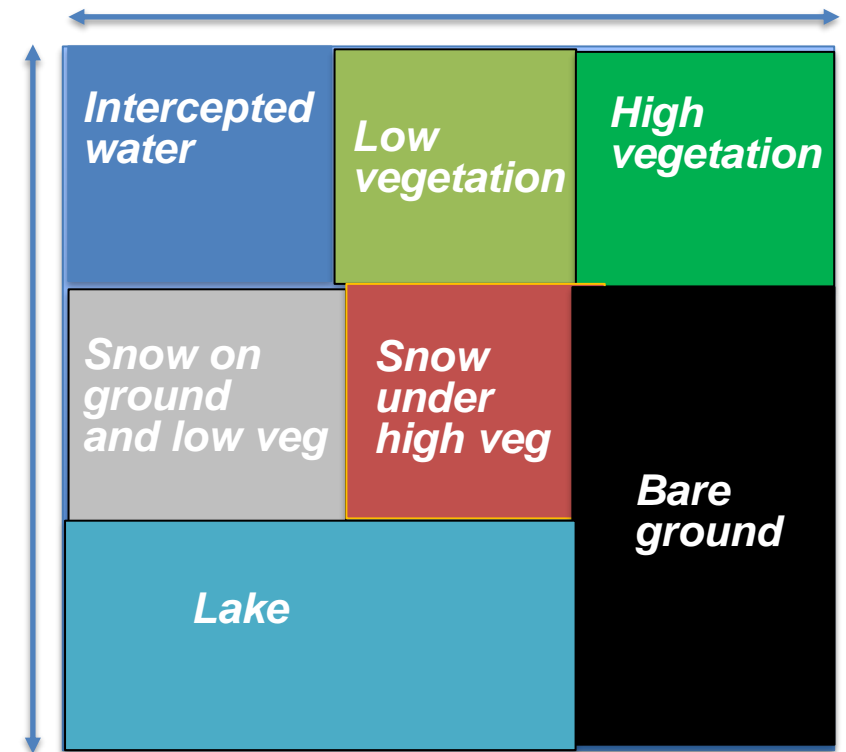 Intercepted
water
Low
vegetation
High
vegetation
Snow on
ground
and low veg
Snow
under
high veg
Bare
ground
Lake